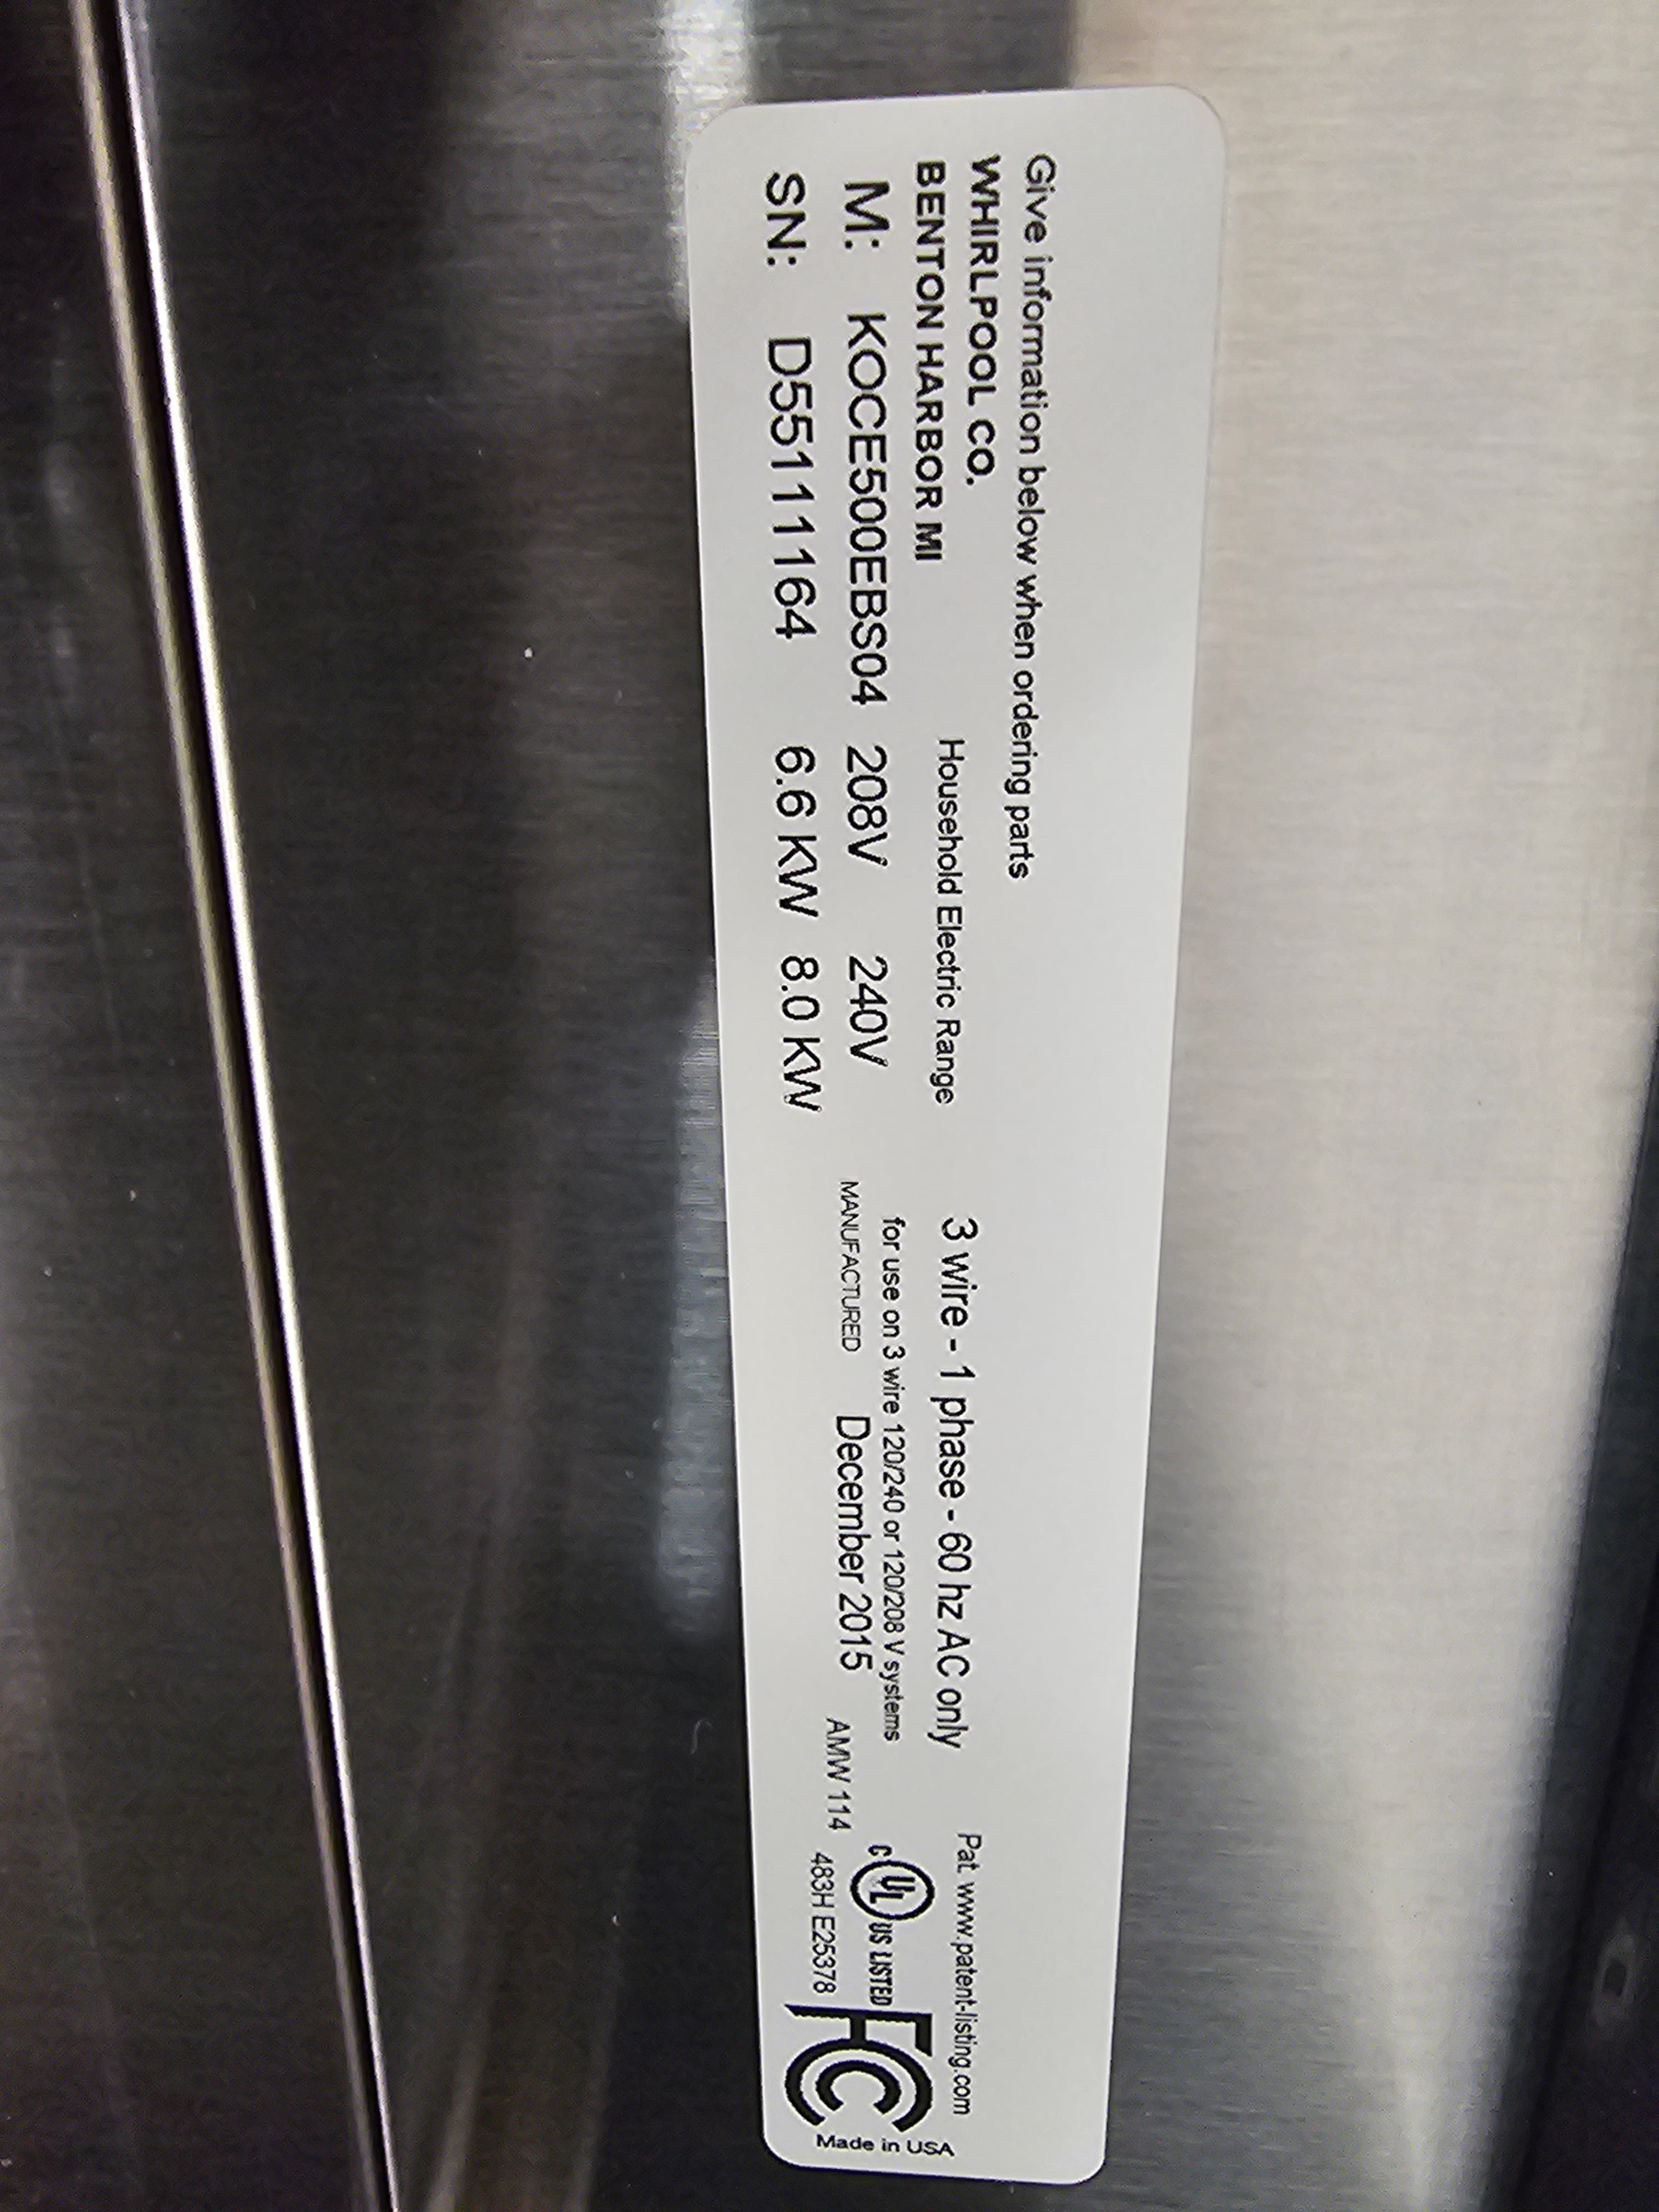 Give information below when ordering parts
WHIRLPOOL CO.
BENTON HARBOR MI
Household Electric Range
M: KOCE500EBS04 208V 240V
SN: D55111164 6.6 KW 8.0 KW
3 wire - 1 phase - 60 hz AC only
for use on 3 wire 120/240 or 120/208 V systems
MANUFACTURED December 2015
AMW 114
Pat. www.patent-listing.com
C UL US LISTED
483H E25378
FC
Made in USA